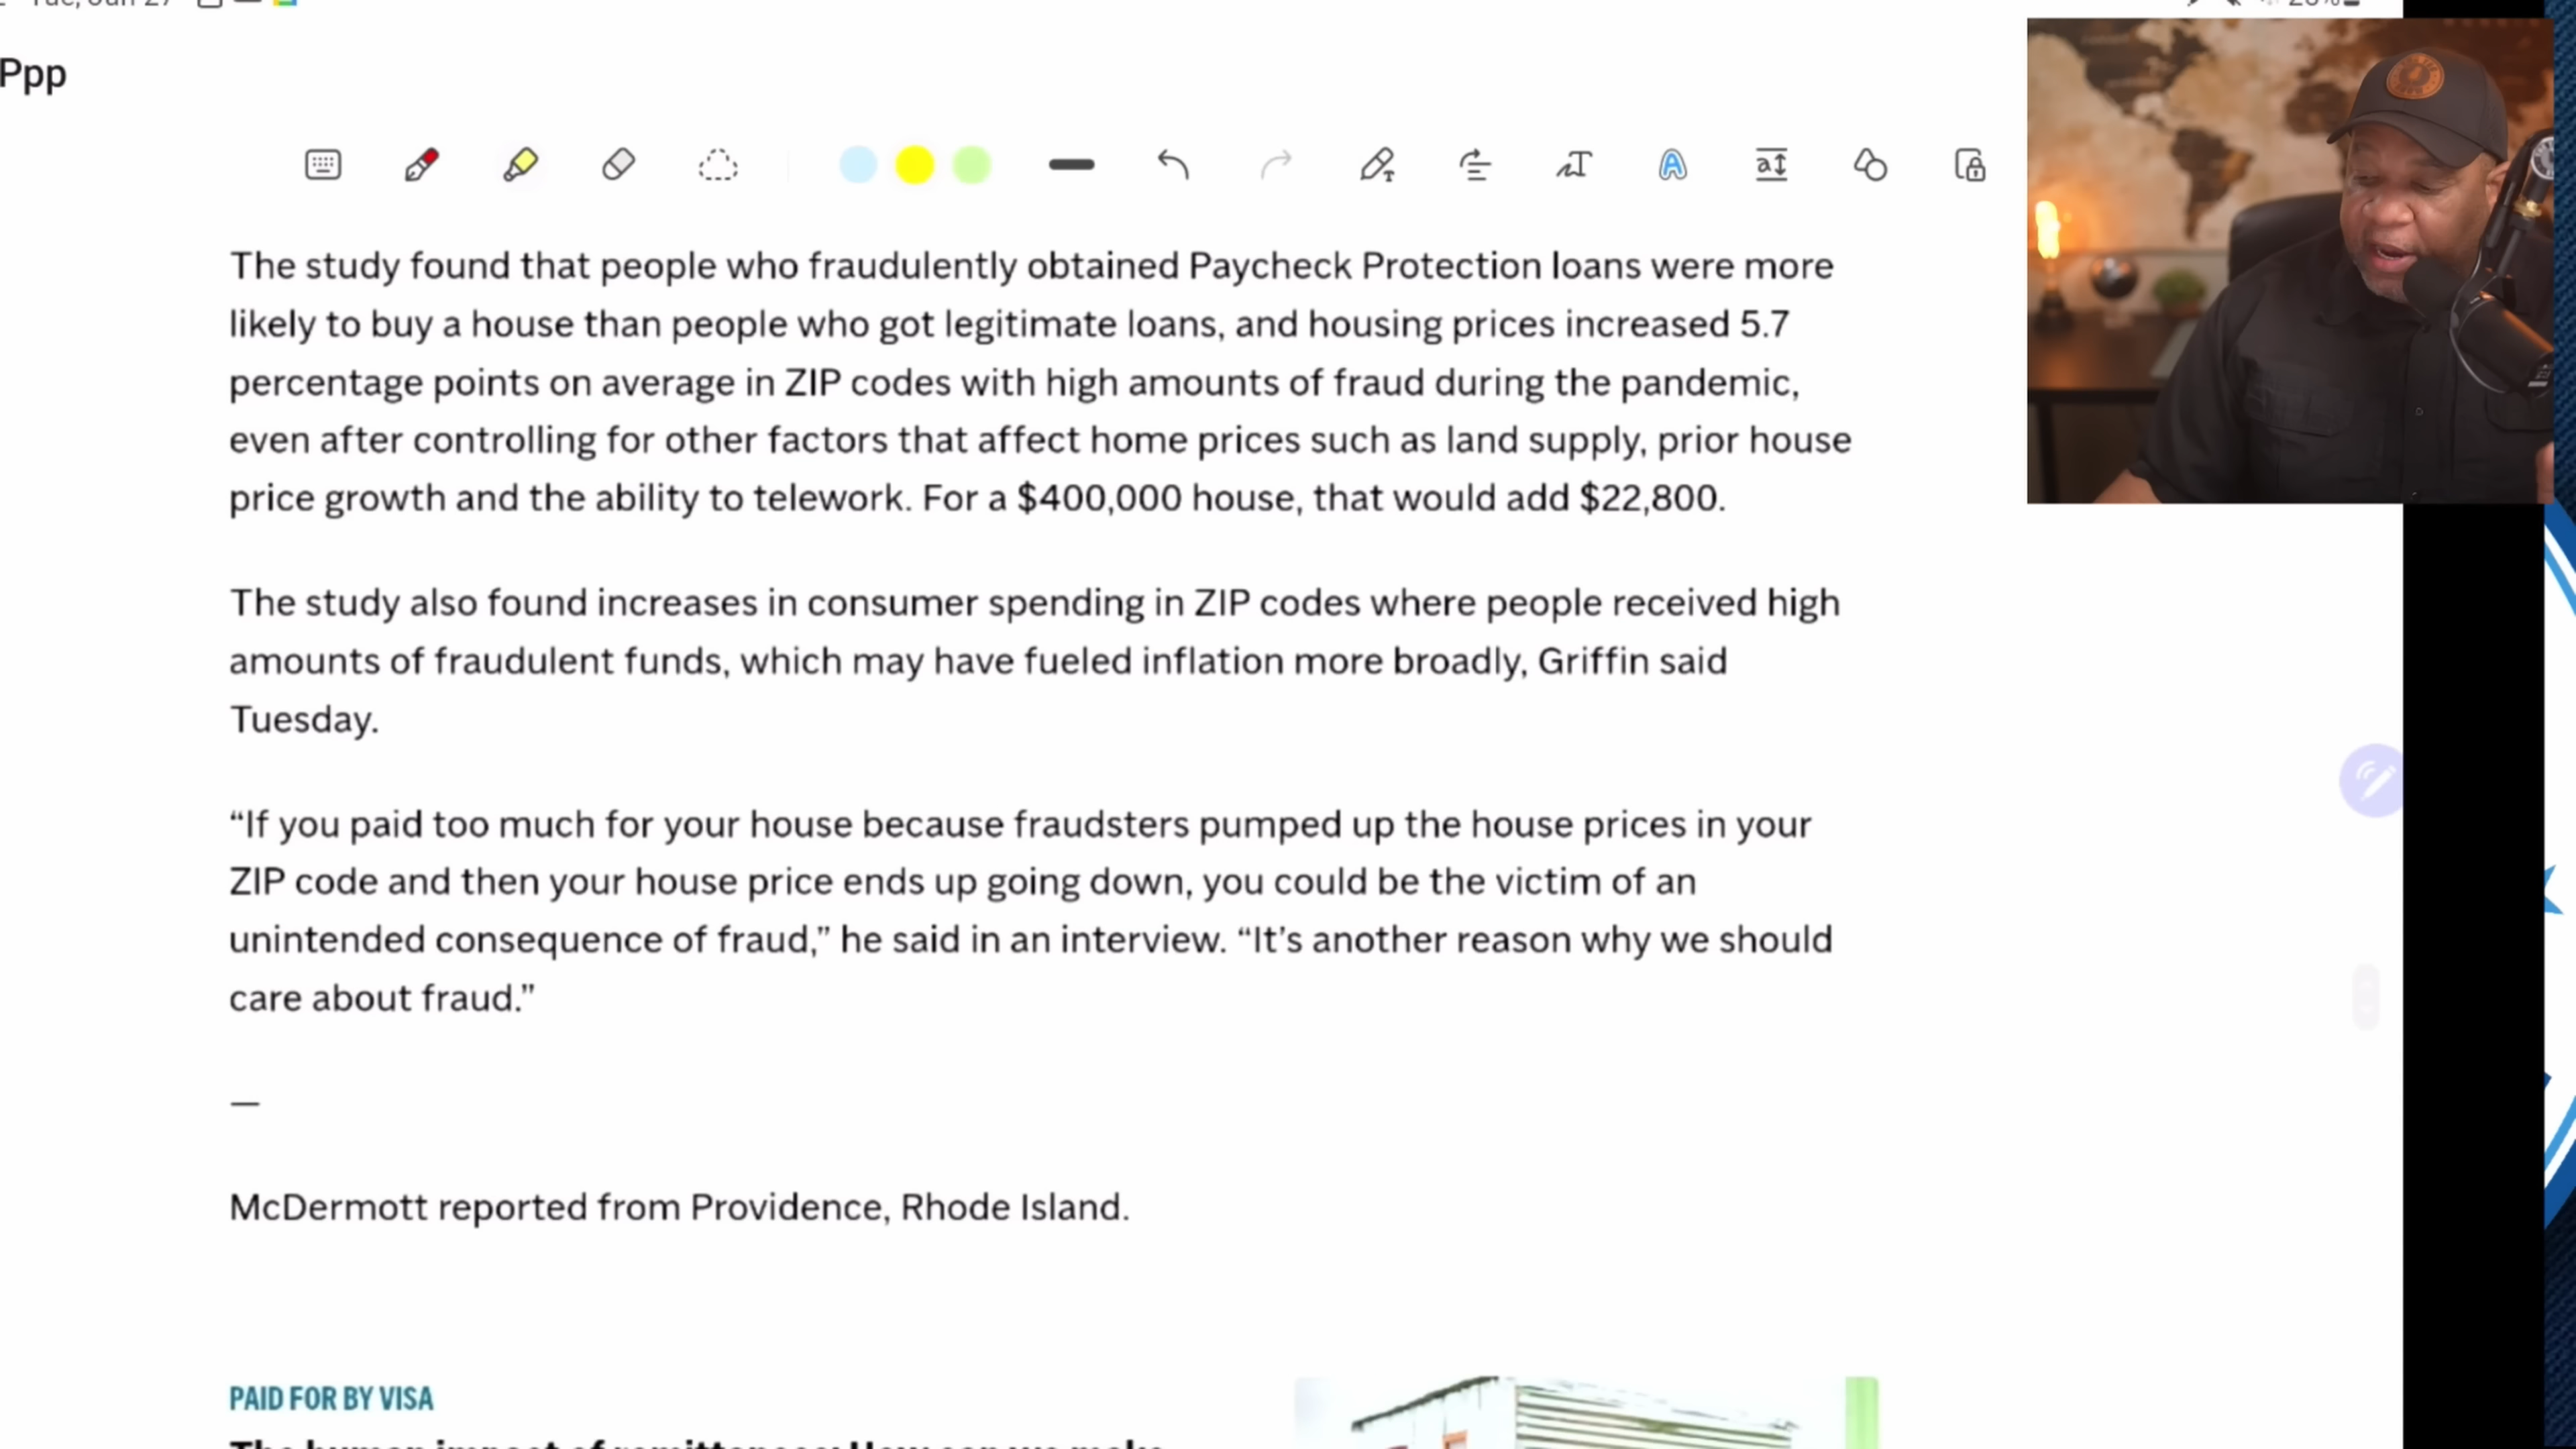 Ppp
The study found that people who fraudulently obtained Paycheck Protection loans were more
likely to buy a house than people who got legitimate loans, and housing prices increased 5.7
percentage points on average in ZIP codes with high amounts of fraud during the pandemic,
even after controlling for other factors that affect home prices such as land supply, prior house
price growth and the ability to telework. For a $400,000 house, that would add $22,800.
The study also found increases in consumer spending in ZIP codes where people received high
amounts of fraudulent funds, which may have fueled inflation more broadly, Griffin said
Tuesday.
“If you paid too much for your house because fraudsters pumped up the house prices in your
ZIP code and then your house price ends up going down, you could be the victim of an
unintended consequence of fraud,” he said in an interview. “It’s another reason why we should
care about fraud.”
—
McDermott reported from Providence, Rhode Island.
PAID FOR BY VISA